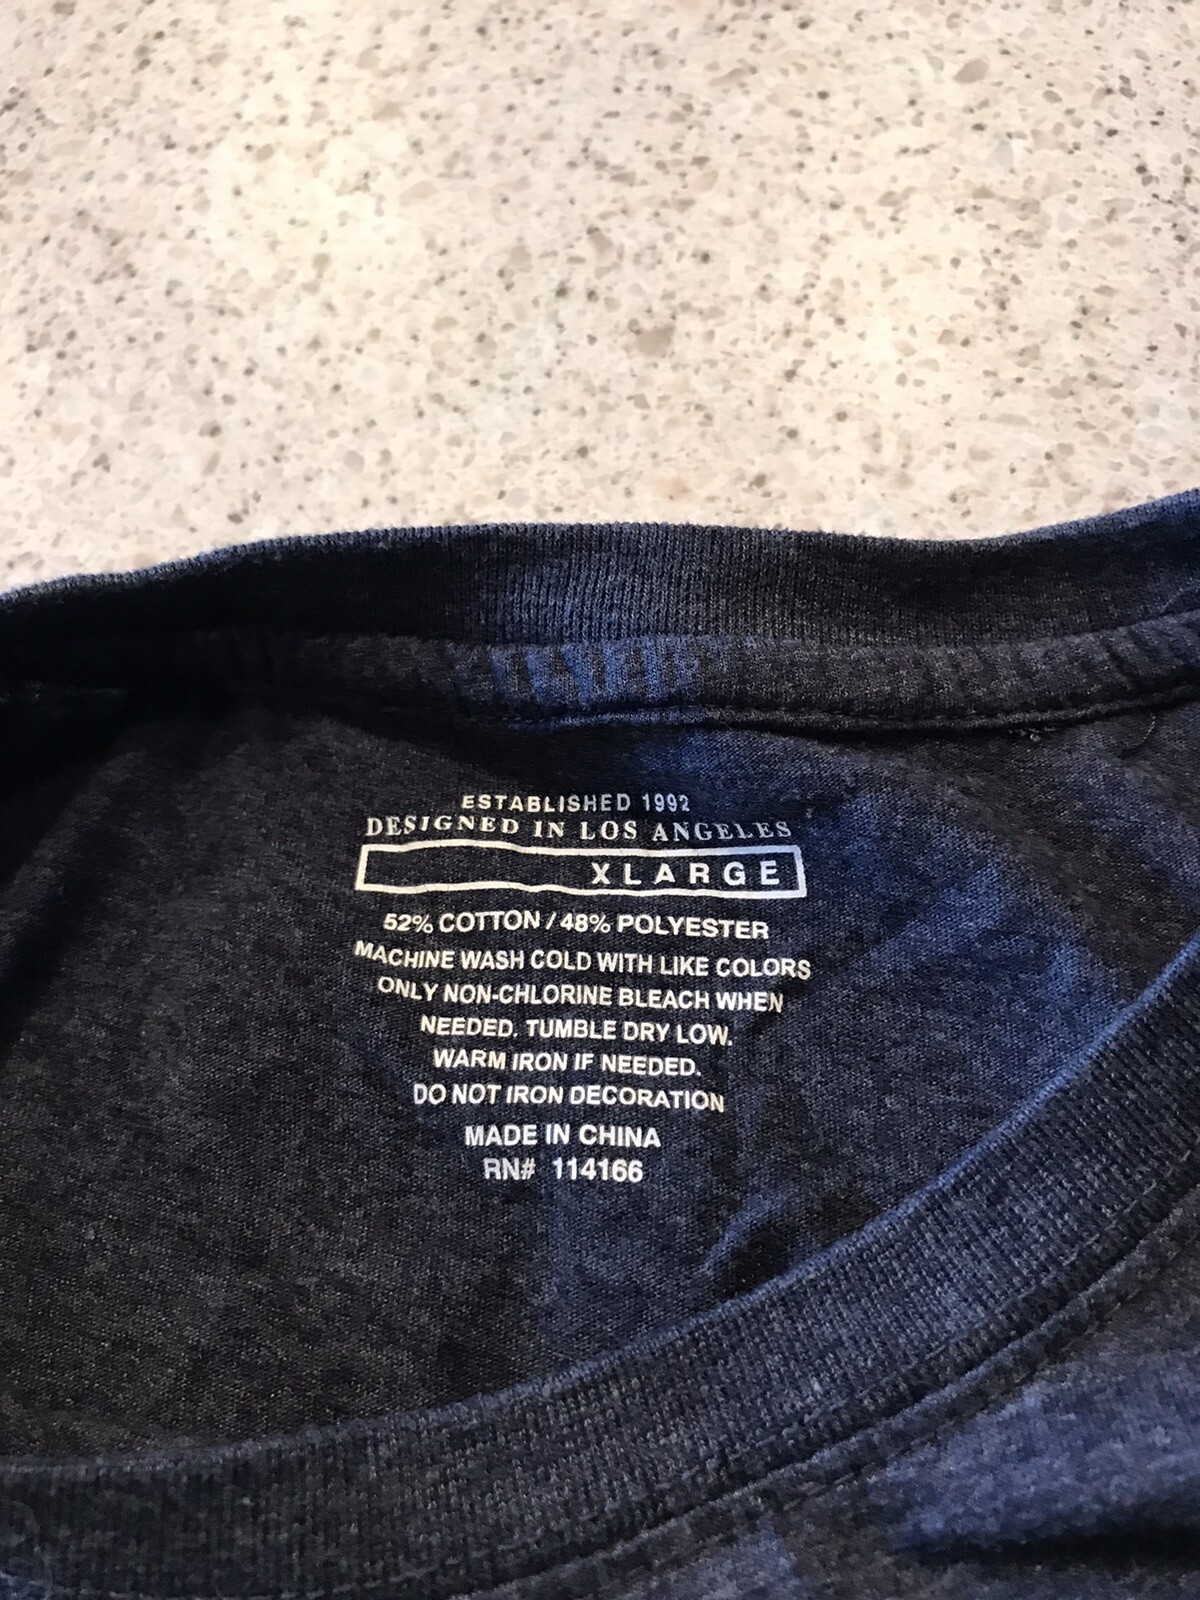 ESTABLISHED 1992
DESIGNED IN LOS ANGELES
XLARGE
52% COTTON / 48% POLYESTER
MACHINE WASH COLD WITH LIKE COLORS
ONLY NON-CHLORINE BLEACH WHEN
NEEDED. TUMBLE DRY LOW.
WARM IRON IF NEEDED.
DO NOT IRON DECORATION
MADE IN CHINA
RN# 114166